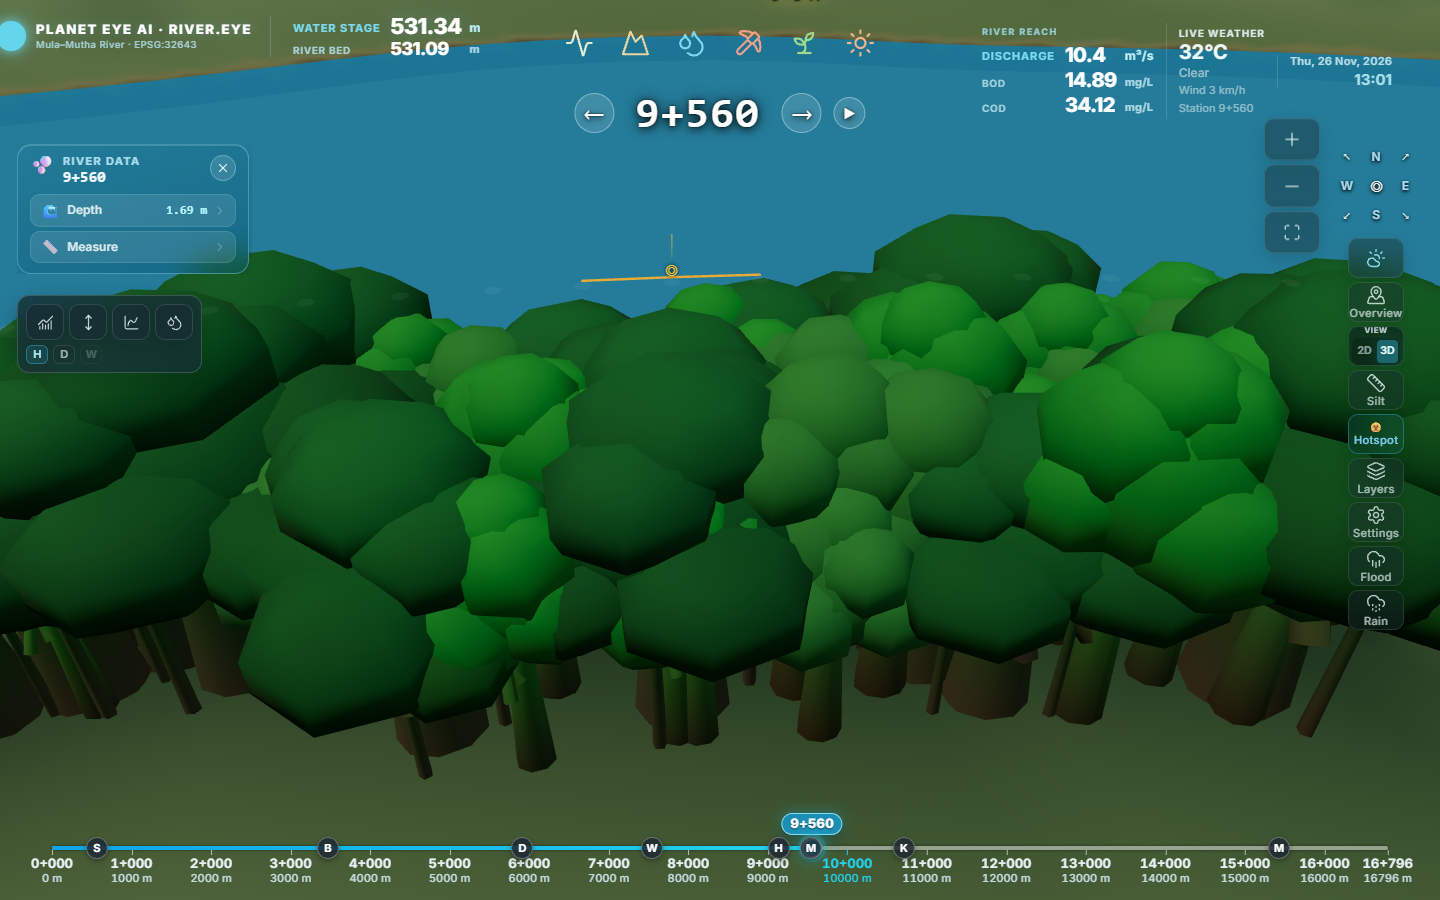 PLANET EYE AI · RIVER.EYE
Mula–Mutha River · EPSG:32643
WATER STAGE 531.34 m
RIVER BED 531.09 m
← 9+560 →
RIVER REACH
DISCHARGE 10.4 m³/s
BOD 14.89 mg/L
COD 34.12 mg/L
LIVE WEATHER
32°C
Clear
Wind 3 km/h
Station 9+560
Thu, 26 Nov, 2026
13:01
RIVER DATA
9+560
Depth 1.69 m
Measure
H D W
+
−
N
W E
S
Overview
VIEW
2D 3D
Silt
Hotspot
Layers
Settings
Flood
Rain
9+560
S B D W H M K M
0+000 1+000 2+000 3+000 4+000 5+000 6+000 7+000 8+000 9+000 10+000 11+000 12+000 13+000 14+000 15+000 16+000 16+796
0 m 1000 m 2000 m 3000 m 4000 m 5000 m 6000 m 7000 m 8000 m 9000 m 10000 m 11000 m 12000 m 13000 m 14000 m 15000 m 16000 m 16796 m